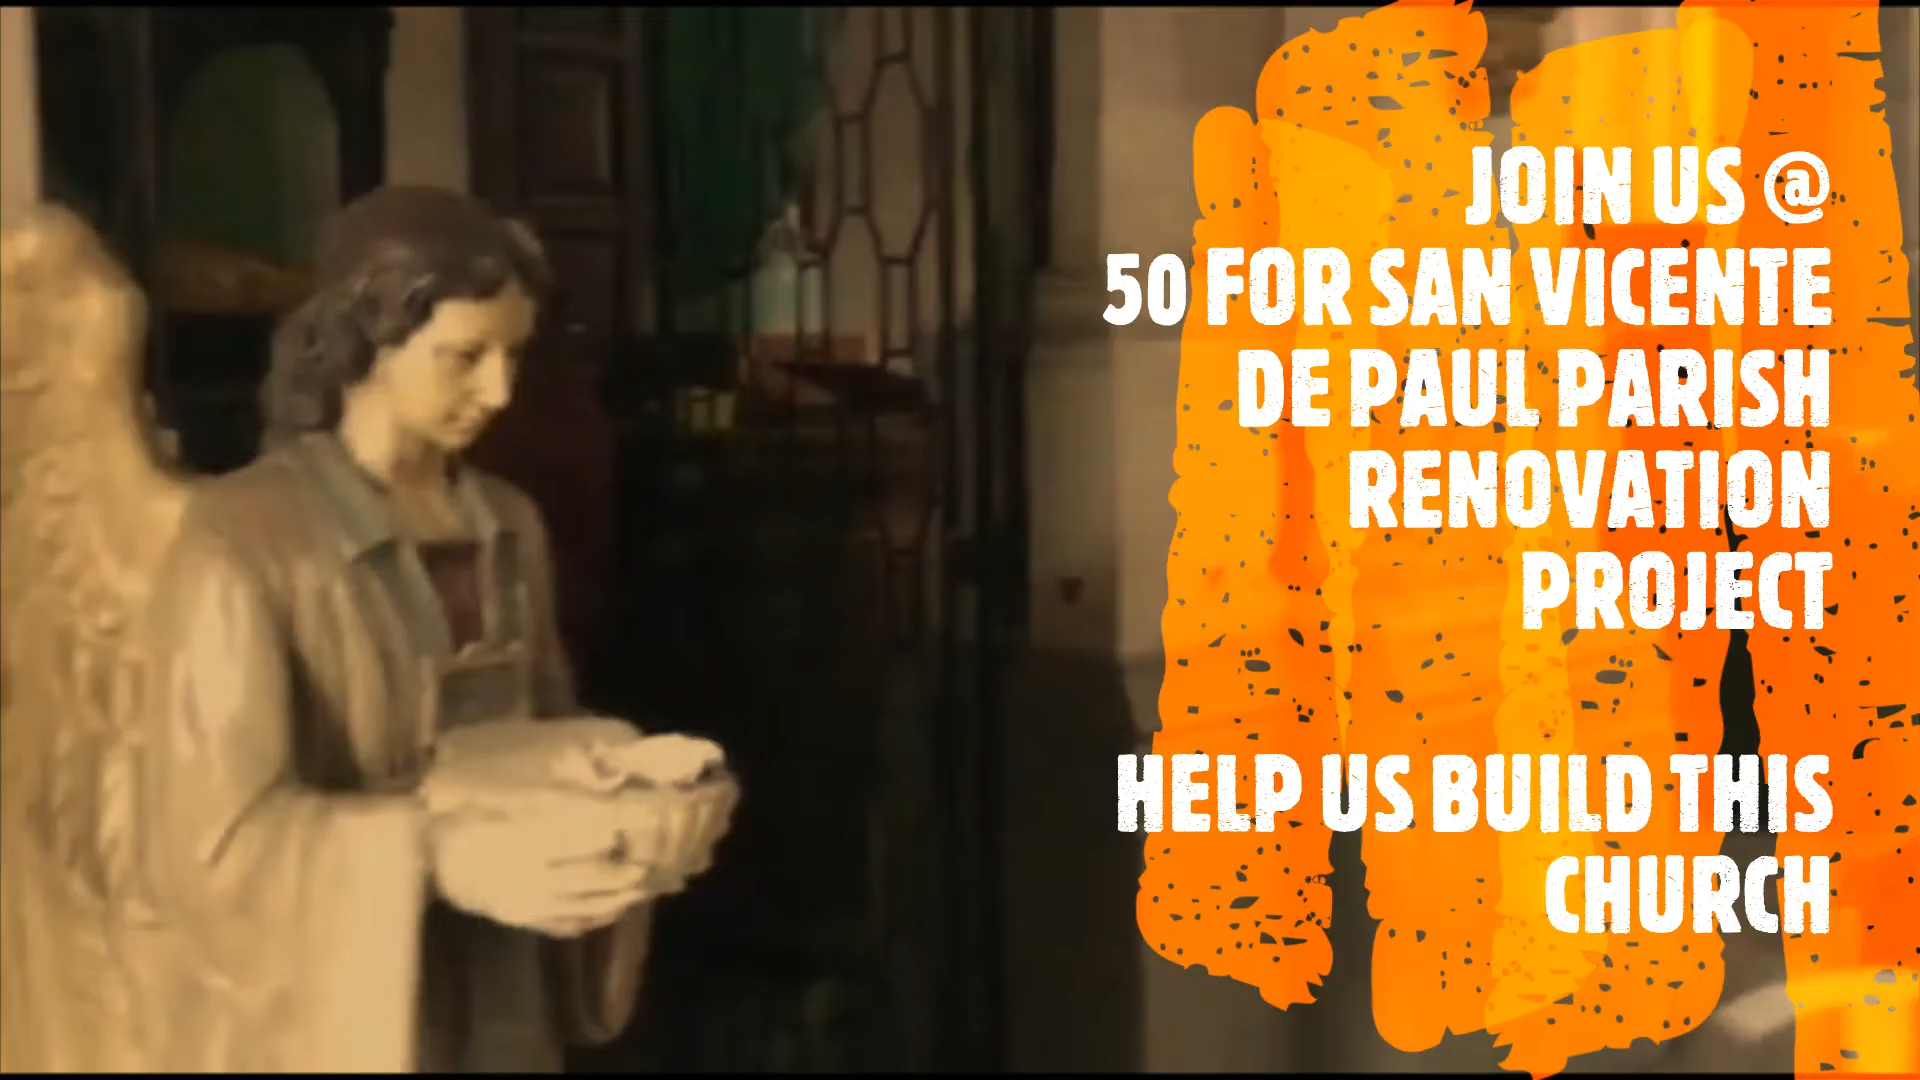 JOIN US @
50 FOR SAN VICENTE
DE PAUL PARISH
RENOVATION
PROJECT
HELP US BUILD THIS
CHURCH